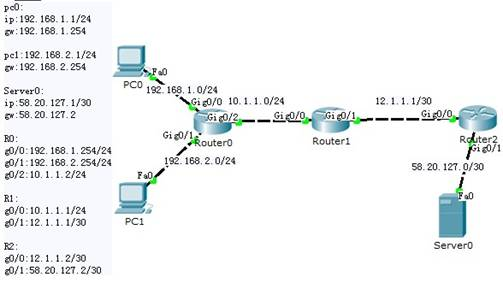 pc0:
ip:192.168.1.1/24
gw:192.168.1.254
pc1:192.168.2.1/24
gw:192.168.2.254
Server0:
ip:58.20.127.1/30
gw:58.20.127.2
R0:
g0/0:192.168.1.254/24
g0/1:192.168.2.254/24
g0/2:10.1.1.2/24
R1:
g0/0:10.1.1.1/24
g0/1:12.1.1.1/30
R2:
g0/0:12.1.1.2/30
g0/1:58.20.127.2/30
Fa0
PC0
192.168.1.0/24
Gig0/0
Gig0/2
Gig0/1
Router0
10.1.1.0/24
Gig0/0
Gig0/1
Router1
12.1.1.1/30
Gig0/0
Router2
Gig0/1
192.168.2.0/24
Fa0
PC1
58.20.127.0/30
Fa0
Server0